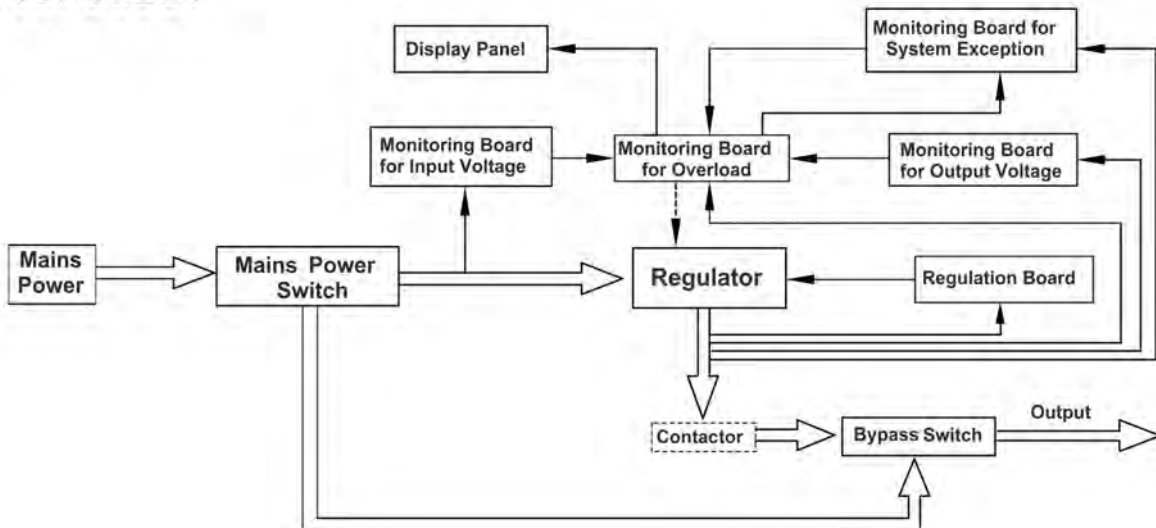 Display Panel
Monitoring Board for
System Exception
Monitoring Board
for Input Voltage
Monitoring Board
for Overload
Monitoring Board
for Output Voltage
Mains
Power
Mains Power
Switch
Regulator
Regulation Board
Contactor
Bypass Switch
Output